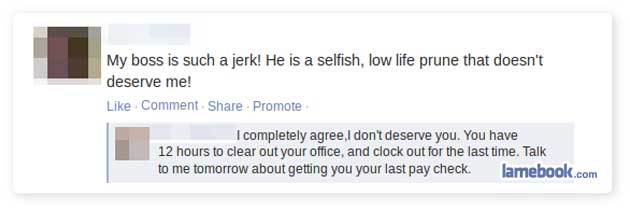 My boss is such a jerk! He is a selfish, low life prune that doesn't
deserve me!
Like · Comment · Share · Promote ·
I completely agree,I don't deserve you. You have
12 hours to clear out your office, and clock out for the last time. Talk
to me tomorrow about getting you your last pay check.
lamebook.com